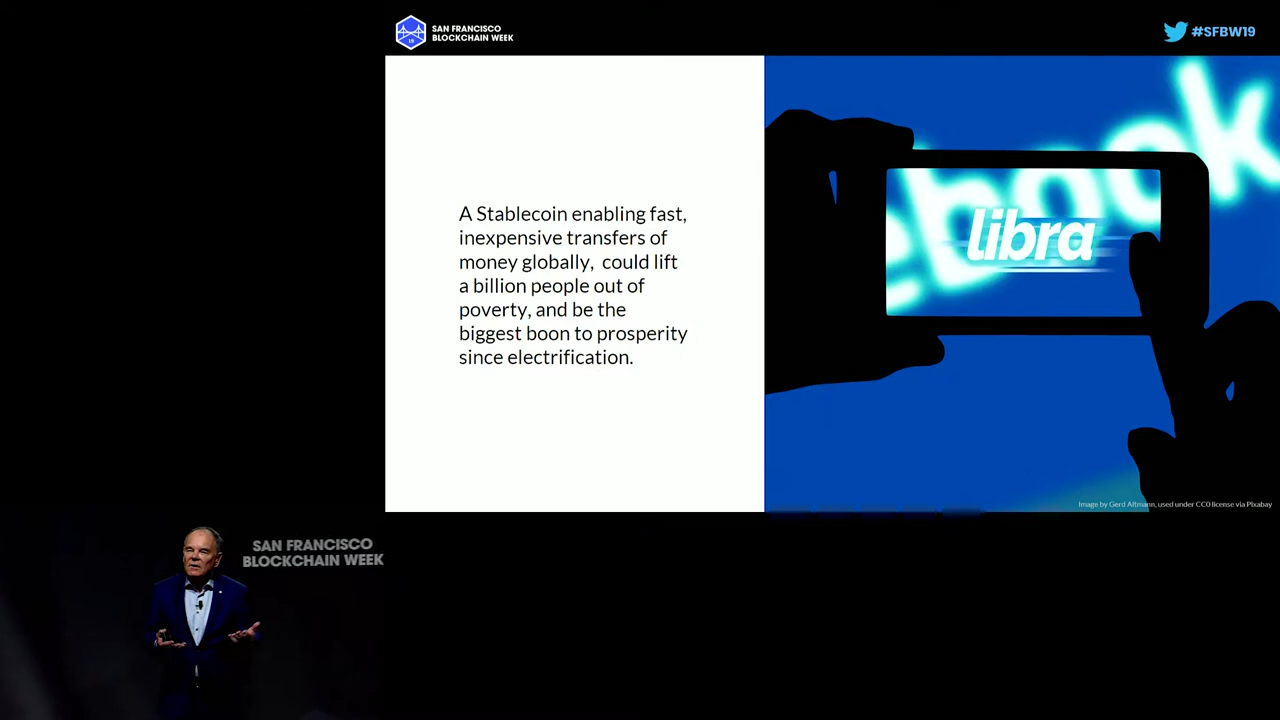 SAN FRANCISCO
BLOCKCHAIN WEEK
19
#SFBW19
A Stablecoin enabling fast,
inexpensive transfers of
money globally,  could lift
a billion people out of
poverty, and be the
biggest boon to prosperity
since electrification.
ebook
libra
Image by Gerd Altmann, used under CC0 license via Pixabay
SAN FRANCISCO
BLOCKCHAIN WEEK